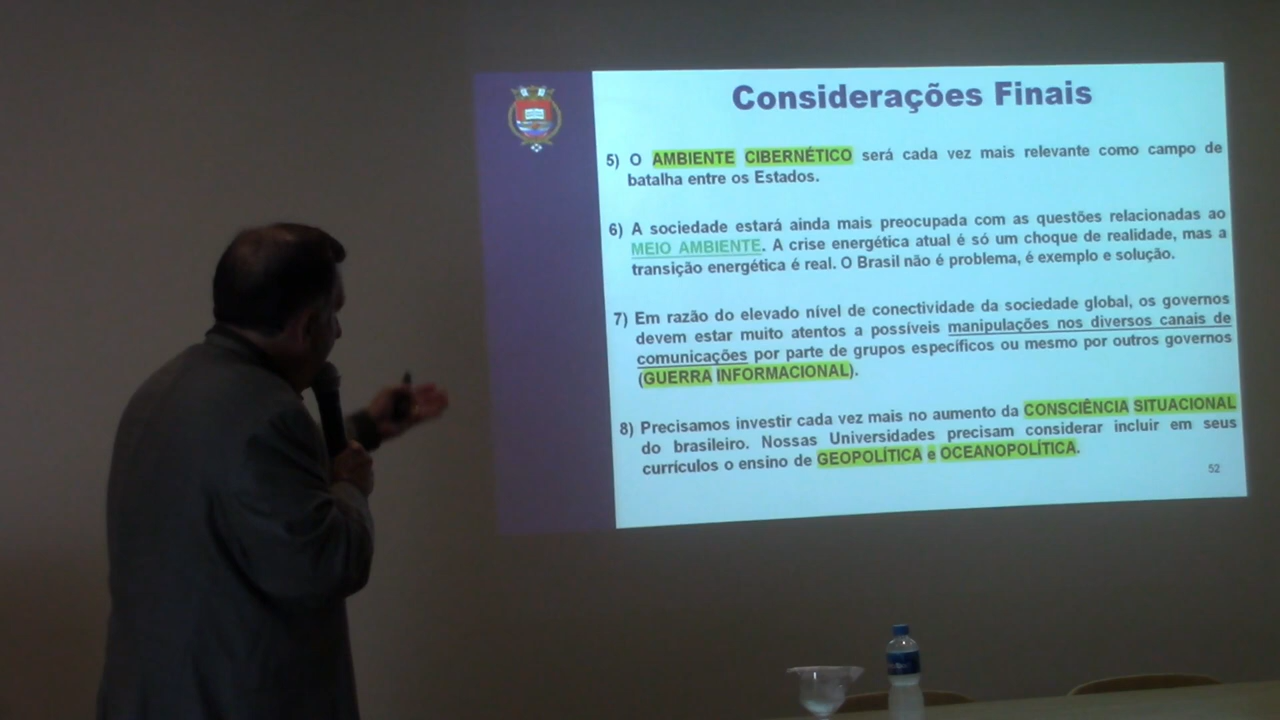 Considerações Finais
5) O AMBIENTE CIBERNÉTICO será cada vez mais relevante como campo de
batalha entre os Estados.
6) A sociedade estará ainda mais preocupada com as questões relacionadas ao
MEIO AMBIENTE. A crise energética atual é só um choque de realidade, mas a
transição energética é real. O Brasil não é problema, é exemplo e solução.
7) Em razão do elevado nível de conectividade da sociedade global, os governos
devem estar muito atentos a possíveis manipulações nos diversos canais de
comunicações por parte de grupos específicos ou mesmo por outros governos
(GUERRA INFORMACIONAL).
8) Precisamos investir cada vez mais no aumento da CONSCIÊNCIA SITUACIONAL
do brasileiro. Nossas Universidades precisam considerar incluir em seus
currículos o ensino de GEOPOLÍTICA e OCEANOPOLÍTICA.
52